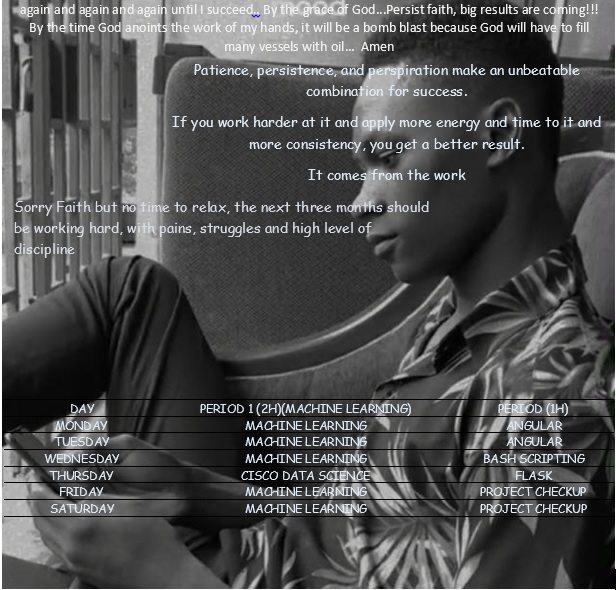 again and again and again until I succeed,, By the grace of God...Persist faith, big results are coming!!!
By the time God anoints the work of my hands, it will be a bomb blast because God will have to fill
many vessels with oil... Amen
Patience, persistence, and perspiration make an unbeatable
combination for success.
If you work harder at it and apply more energy and time to it and
more consistency, you get a better result.
It comes from the work
Sorry Faith but no time to relax, the next three months should
be working hard, with pains, struggles and high level of
discipline
DAY PERIOD 1 (2H)(MACHINE LEARNING) PERIOD (1H)
MONDAY MACHINE LEARNING ANGULAR
TUESDAY MACHINE LEARNING ANGULAR
WEDNESDAY MACHINE LEARNING BASH SCRIPTING
THURSDAY CISCO DATA SCIENCE FLASK
FRIDAY MACHINE LEARNING PROJECT CHECKUP
SATURDAY MACHINE LEARNING PROJECT CHECKUP